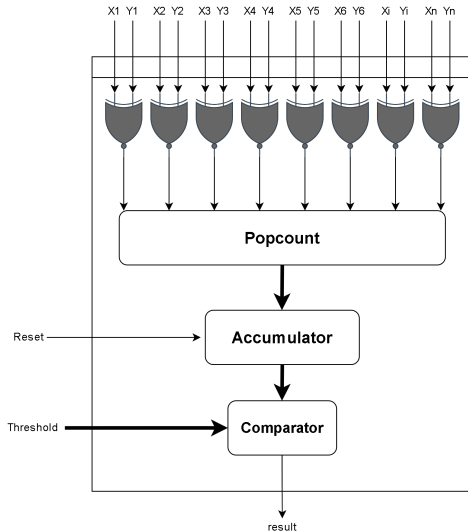 X1 Y1 X2 Y2 X3 Y3 X4 Y4 X5 Y5 X6 Y6 Xi Yi Xn Yn
Popcount
Accumulator
Reset
Comparator
Threshold
result